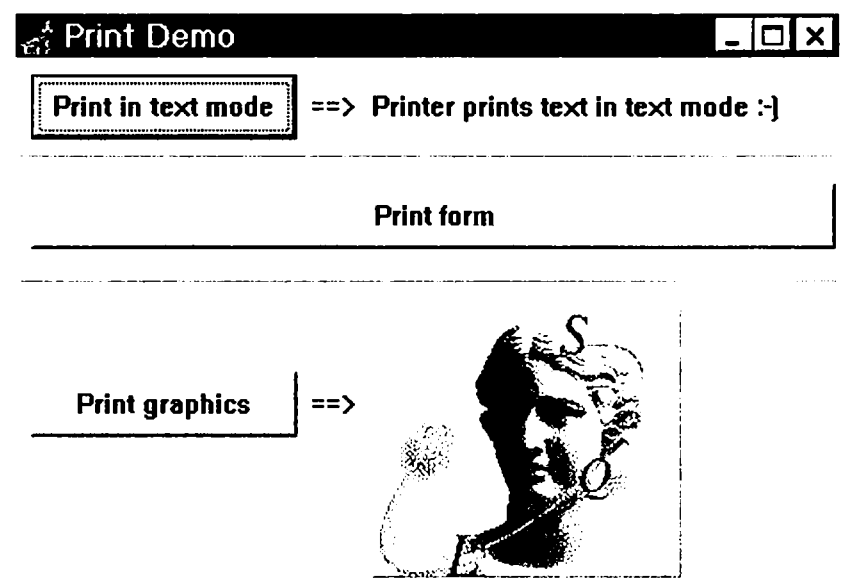 Print Demo
Print in text mode ==> Printer prints text in text mode :-)
Print form
Print graphics ==>
S
Q